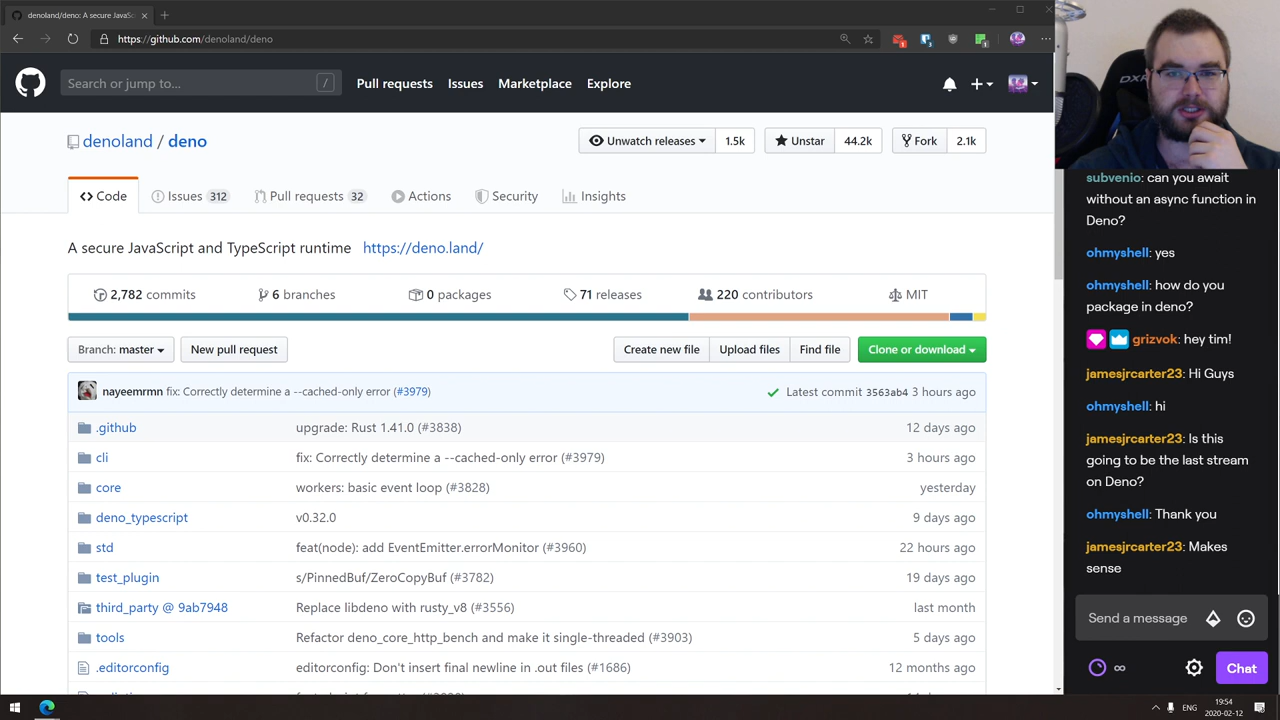 denoland/deno: A secure JavaSc
https://github.com/denoland/deno
1
3
1
Search or jump to...
/
Pull requests
Issues
Marketplace
Explore
denoland / deno
Unwatch releases
1.5k
Unstar
44.2k
Fork
2.1k
Code
Issues 312
Pull requests 32
Actions
Security
Insights
A secure JavaScript and TypeScript runtime https://deno.land/
2,782 commits
6 branches
0 packages
71 releases
220 contributors
MIT
Branch: master
New pull request
Create new file
Upload files
Find file
Clone or download
nayeemrmn fix: Correctly determine a --cached-only error (#3979)
Latest commit 3563ab4 3 hours ago
.github
upgrade: Rust 1.41.0 (#3838)
12 days ago
cli
fix: Correctly determine a --cached-only error (#3979)
3 hours ago
core
workers: basic event loop (#3828)
yesterday
deno_typescript
v0.32.0
9 days ago
std
feat(node): add EventEmitter.errorMonitor (#3960)
22 hours ago
test_plugin
s/PinnedBuf/ZeroCopyBuf (#3782)
19 days ago
third_party @ 9ab7948
Replace libdeno with rusty_v8 (#3556)
last month
tools
Refactor deno_core_http_bench and make it single-threaded (#3903)
5 days ago
.editorconfig
editorconfig: Don't insert final newline in .out files (#1686)
12 months ago
DXR
subvenio: can you await
without an async function in
Deno?
ohmyshell: yes
ohmyshell: how do you
package in deno?
grizvok: hey tim!
jamesjrcarter23: Hi Guys
ohmyshell: hi
jamesjrcarter23: Is this
going to be the last stream
on Deno?
ohmyshell: Thank you
jamesjrcarter23: Makes
sense
Send a message
∞
Chat
ENG
19:54
2020-02-12